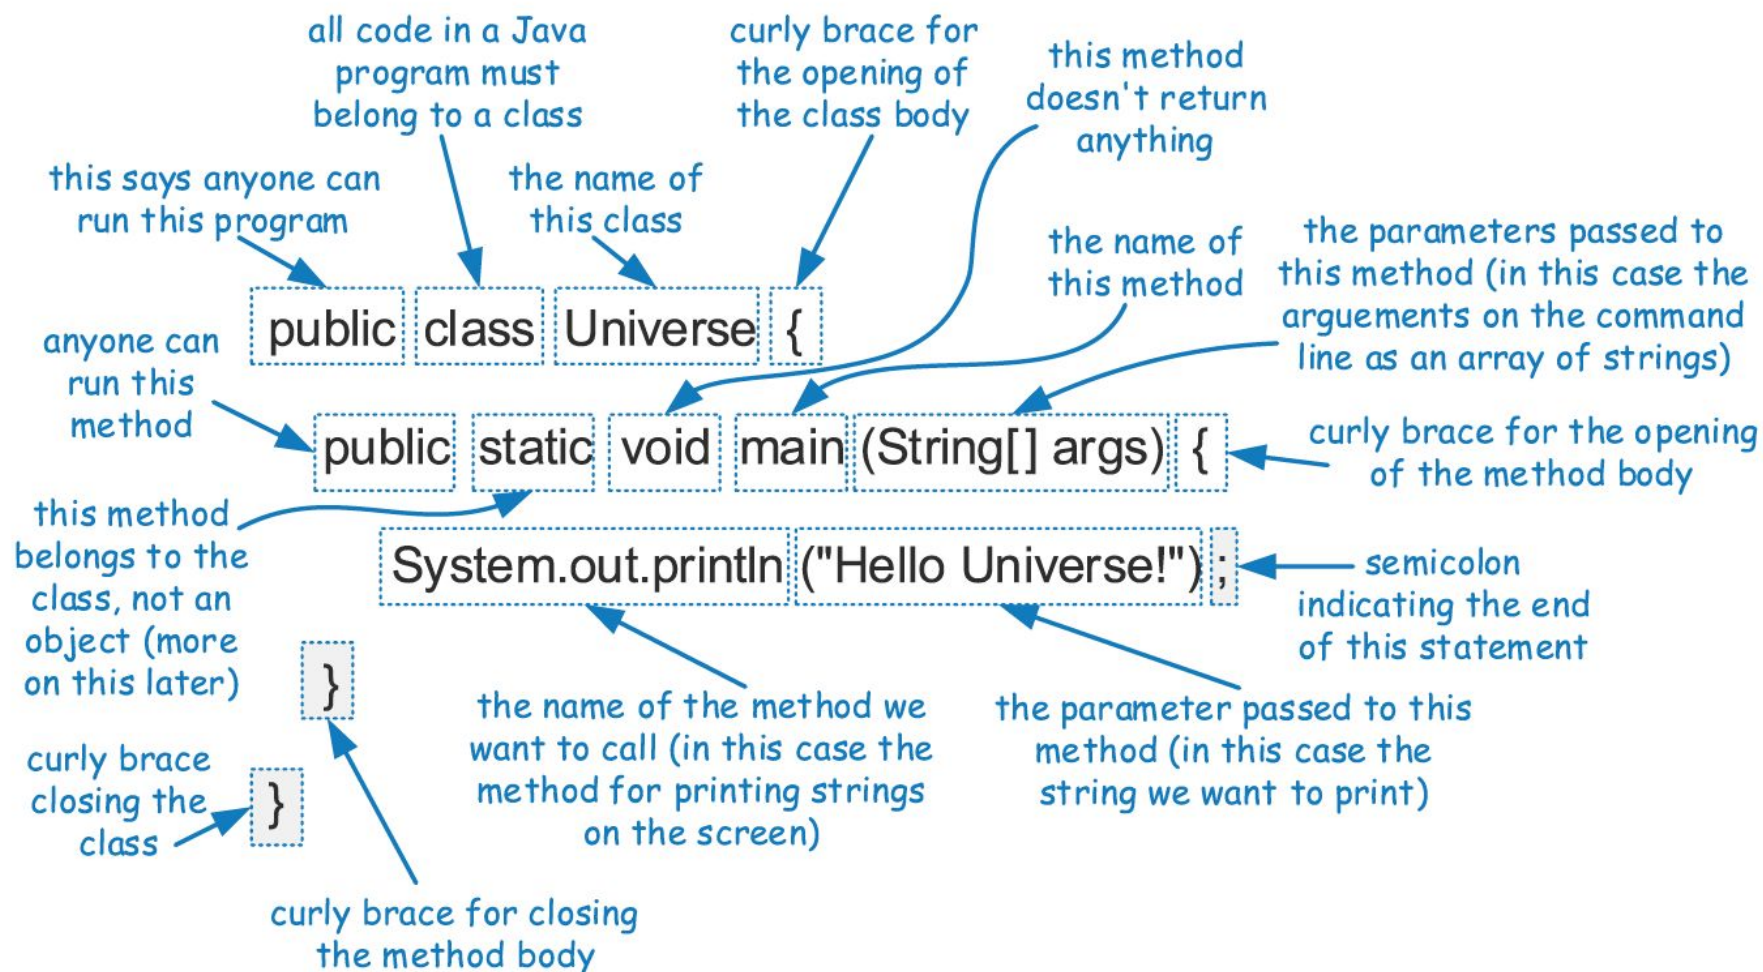 all code in a Java
program must
belong to a class
curly brace for
the opening of
the class body
this method
doesn't return
anything
this says anyone can
run this program
the name of
this class
the name of
this method
the parameters passed to
this method (in this case the
arguements on the command
line as an array of strings)
public class Universe {
anyone can
run this
method
public static void main (String[] args) {
curly brace for the opening
of the method body
this method
belongs to the
class, not an
object (more
on this later)
System.out.println ("Hello Universe!") ;
semicolon
indicating the end
of this statement
}
the name of the method we
want to call (in this case the
method for printing strings
on the screen)
the parameter passed to this
method (in this case the
string we want to print)
curly brace
closing the
class
}
curly brace for closing
the method body